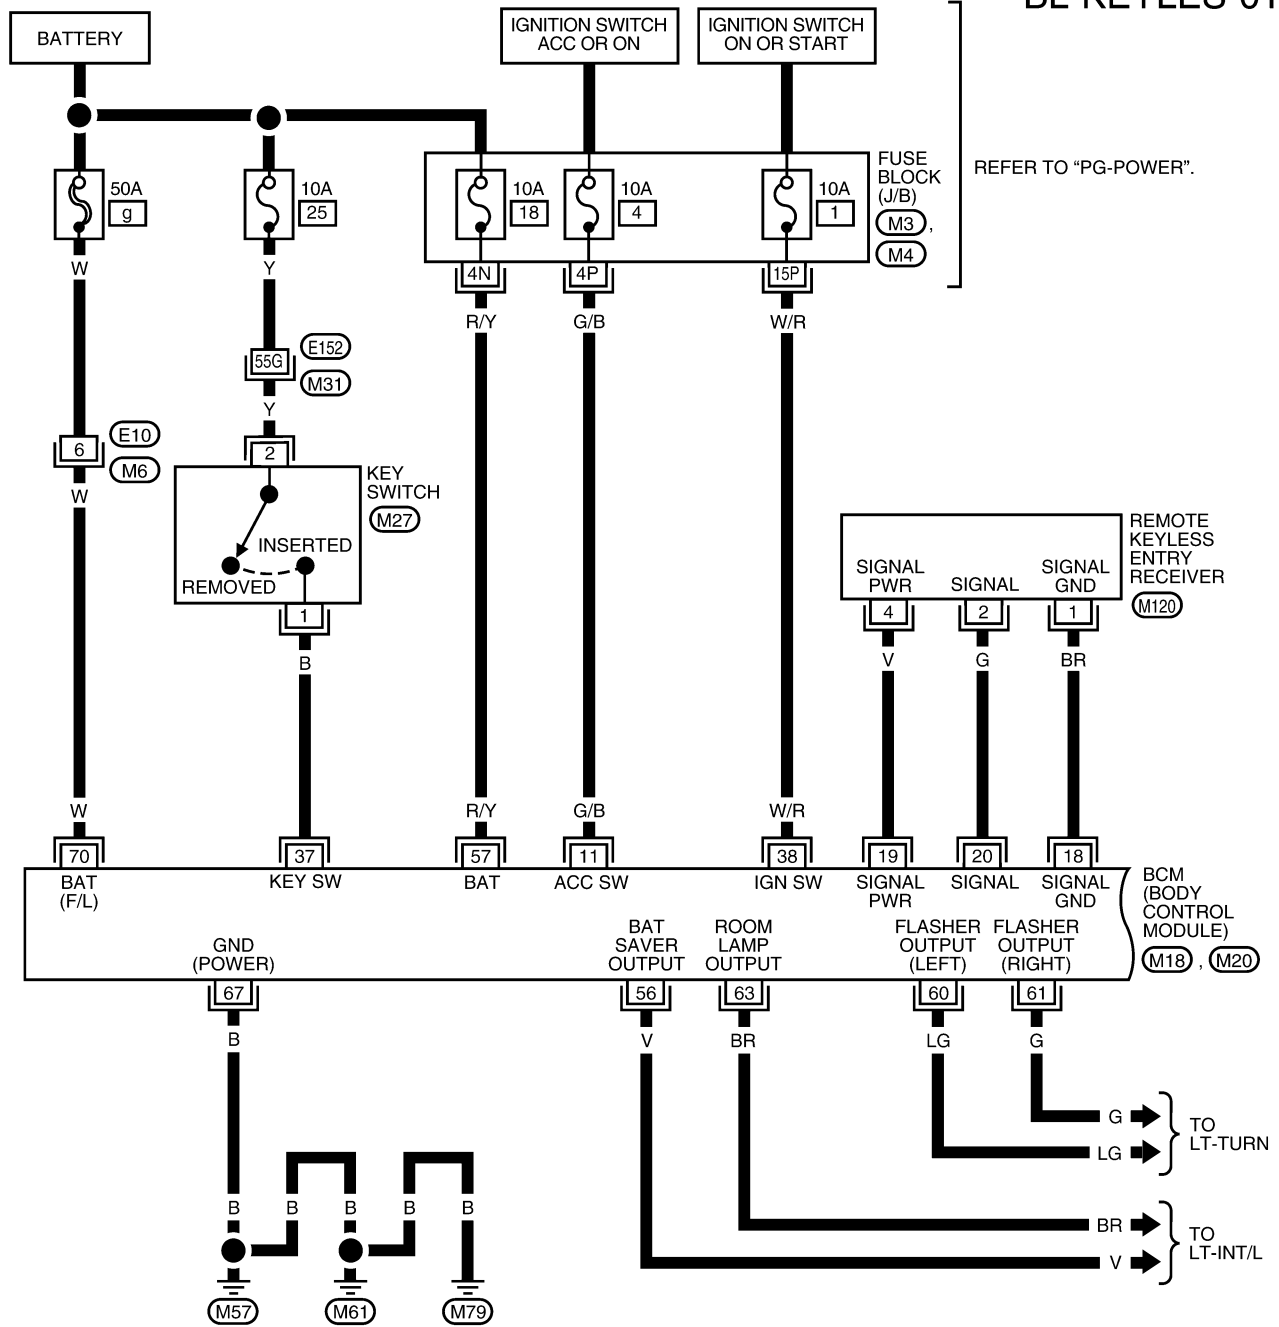 BL-KEYLES-01
BATTERY
IGNITION SWITCH
ACC OR ON
IGNITION SWITCH
ON OR START
REFER TO “PG-POWER”.
50A
g
10A
25
10A
18
10A
4
10A
1
FUSE
BLOCK
(J/B)
M3 ,
M4
4N
4P
15P
W
Y
R/Y
G/B
W/R
55G
E152
M31
Y
6
E10
M6
W
2
KEY
SWITCH
M27
INSERTED
REMOVED
1
B
SIGNAL
PWR
SIGNAL
SIGNAL
GND
REMOTE
KEYLESS
ENTRY
RECEIVER
M120
4
2
1
V
G
BR
W
R/Y
G/B
W/R
70
37
57
11
38
19
20
18
BAT
(F/L)
KEY SW
BAT
ACC SW
IGN SW
SIGNAL
PWR
SIGNAL
SIGNAL
GND
BCM
(BODY
CONTROL
MODULE)
M18 , M20
GND
(POWER)
BAT
SAVER
OUTPUT
ROOM
LAMP
OUTPUT
FLASHER
OUTPUT
(LEFT)
FLASHER
OUTPUT
(RIGHT)
67
56
63
60
61
B
V
BR
LG
G
G
LG
TO
LT-TURN
B
B
B
B
B
BR
V
TO
LT-INT/L
M57
M61
M79